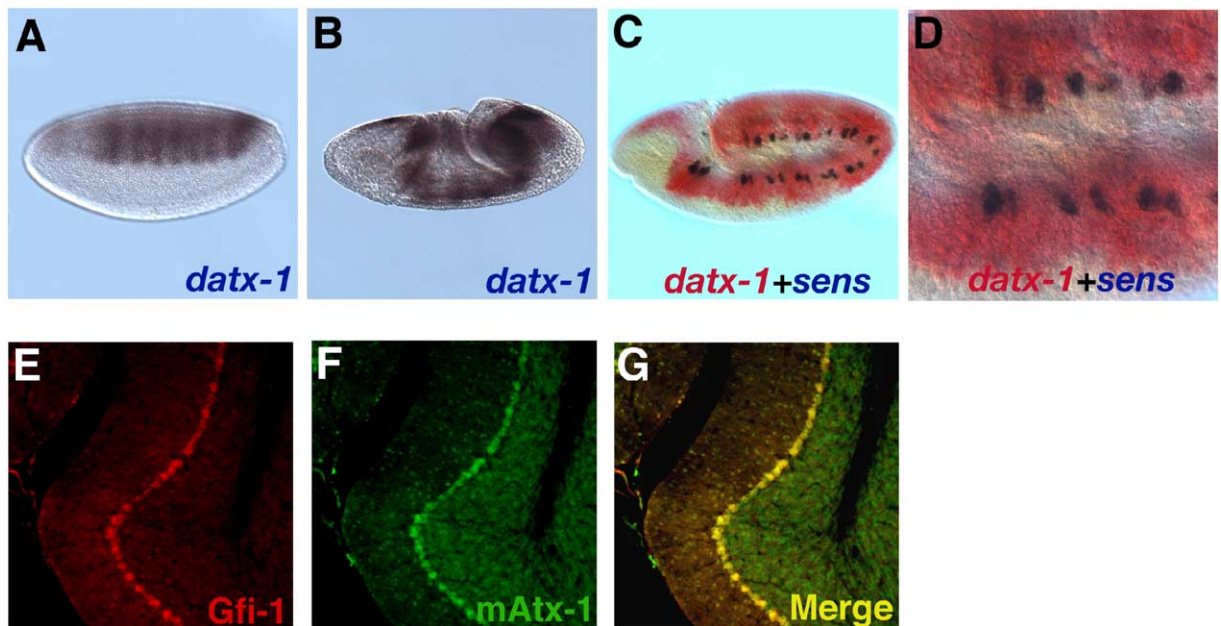 A
B
C
D
datx-1
datx-1
datx-1+sens
datx-1+sens
E
F
G
Gfi-1
mAtx-1
Merge